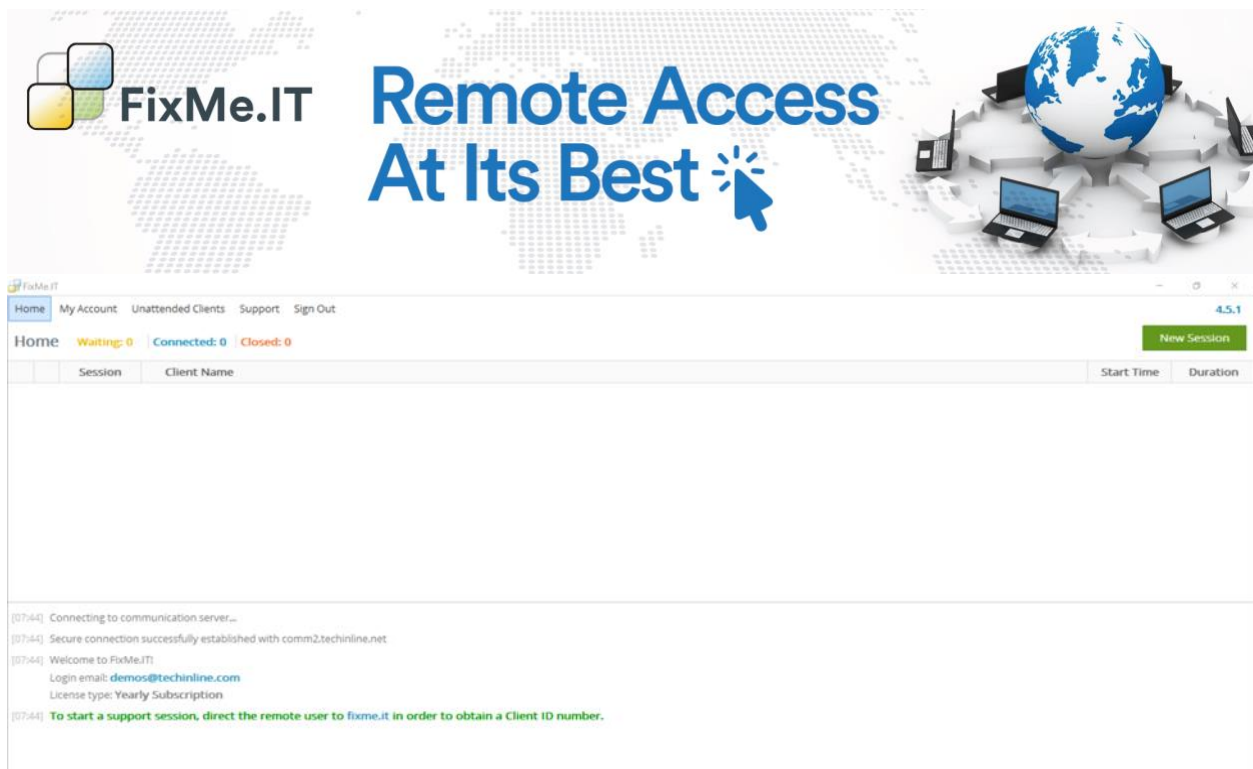 FixMe.IT
Remote Access
At Its Best
FixMe.IT
Home My Account Unattended Clients Support Sign Out 4.5.1
Home Waiting: 0 Connected: 0 Closed: 0 New Session
Session Client Name Start Time Duration
[07:44] Connecting to communication server...
[07:44] Secure connection successfully established with comm2.techinline.net
[07:44] Welcome to FixMe.IT!
Login email: demos@techinline.com
License type: Yearly Subscription
[07:44] To start a support session, direct the remote user to fixme.it in order to obtain a Client ID number.